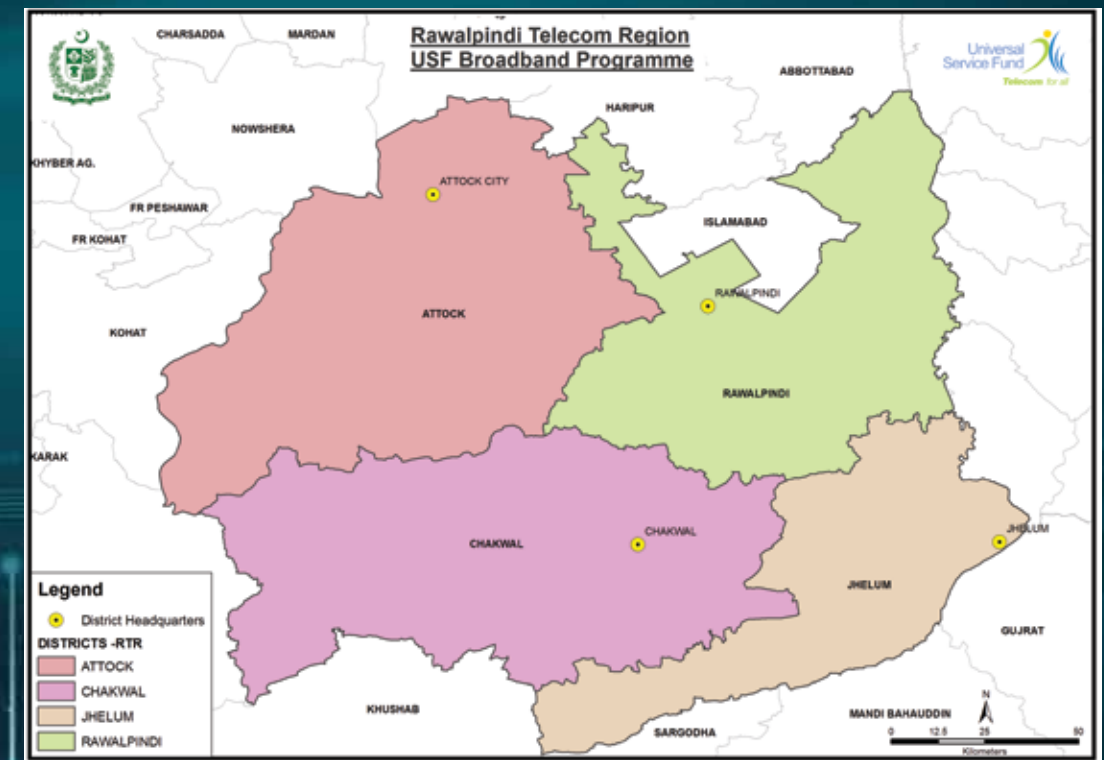 Rawalpindi Telecom Region
USF Broadband Programme
Universal
Service Fund
Telecom for all
CHARSADDA
MARDAN
ABBOTTABAD
HARIPUR
NOWSHERA
KHYBER AG.
ATTOCK CITY
FR PESHAWAR
ISLAMABAD
FR KOHAT
RAWALPINDI
ATTOCK
KOHAT
RAWALPINDI
KARAK
CHAKWAL
JHELUM
CHAKWAL
JHELUM
GUJRAT
KHUSHAB
MANDI BAHAUDDIN
SARGODHA
Legend
District Headquarters
DISTRICTS -RTR
ATTOCK
CHAKWAL
JHELUM
RAWALPINDI
N
0 12.5 25 50
Kilometers